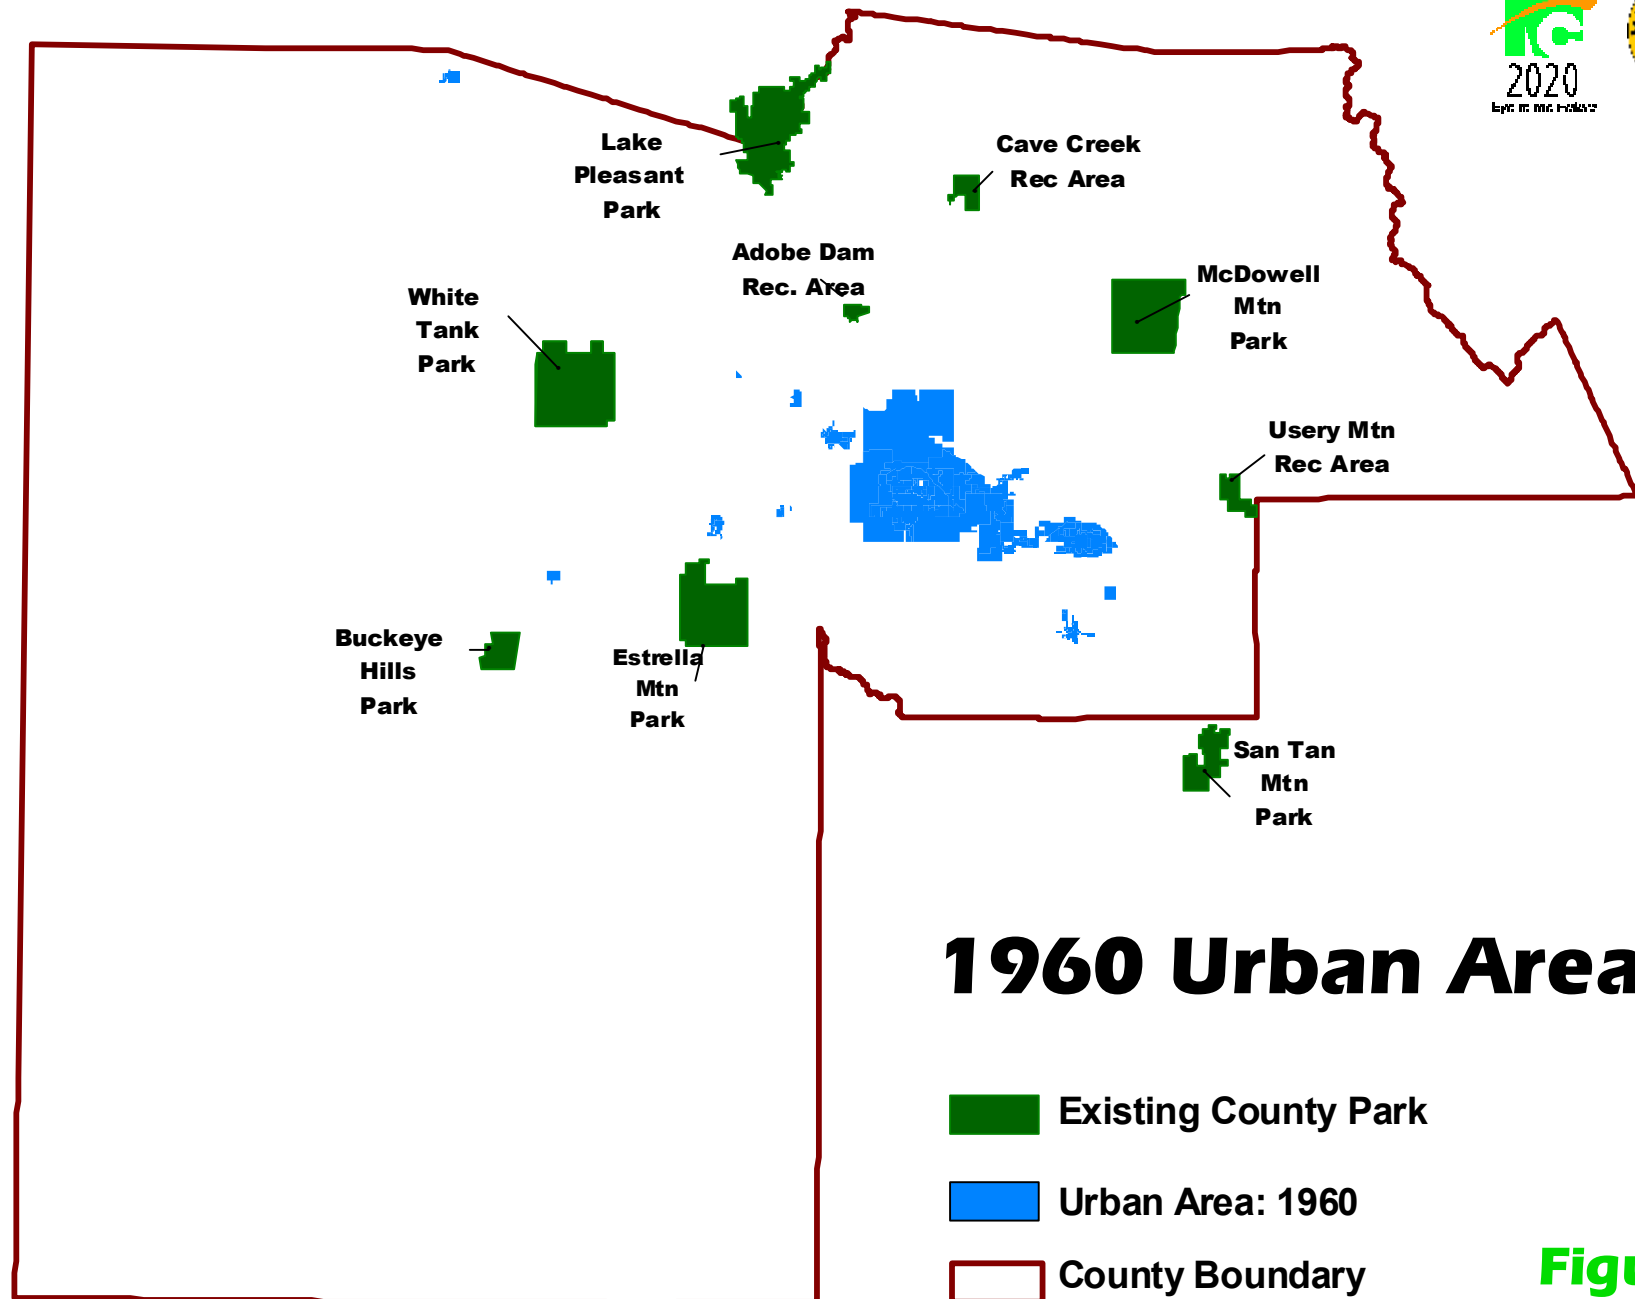 2020
Lake
Pleasant
Park
Cave Creek
Rec Area
Adobe Dam
Rec. Area
White
Tank
Park
McDowell
Mtn
Park
Usery Mtn
Rec Area
Buckeye
Hills
Park
Estrella
Mtn
Park
San Tan
Mtn
Park
1960 Urban Area
Existing County Park
Urban Area: 1960
County Boundary
Figu